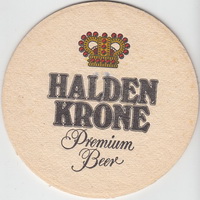 HALDEN
KRONE
Premium
Beer